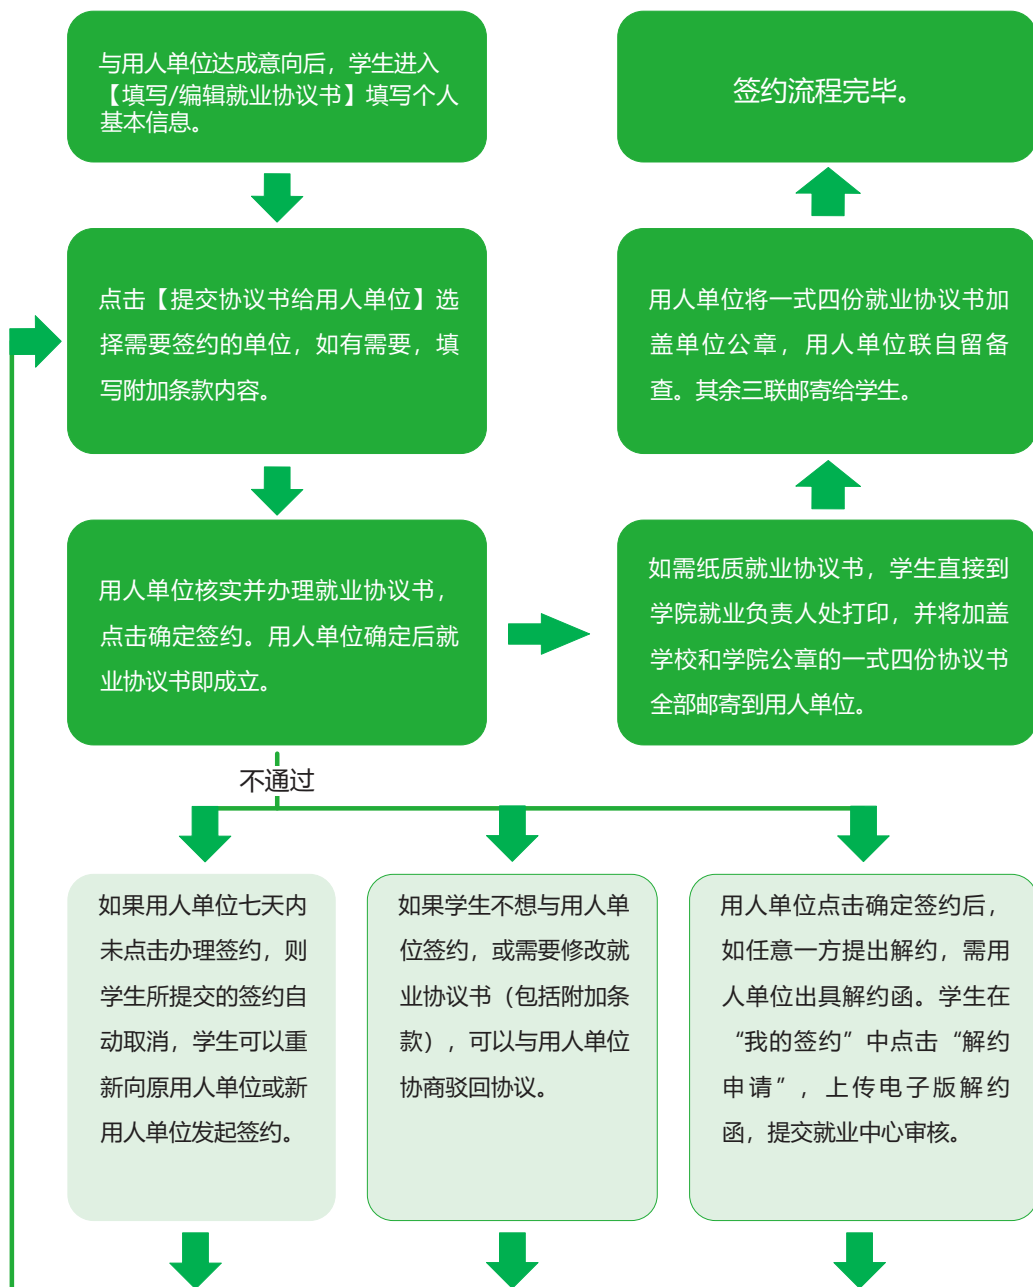 与用人单位达成意向后，学生进入
【填写/编辑就业协议书】填写个人
基本信息。
点击【提交协议书给用人单位】选
择需要签约的单位，如有需要，填
写附加条款内容。
用人单位核实并办理就业协议书，
点击确定签约。用人单位确定后就
业协议书即成立。
如需纸质就业协议书，学生直接到
学院就业负责人处打印，并将加盖
学校和学院公章的一式四份协议书
全部邮寄到用人单位。
用人单位将一式四份就业协议书加
盖单位公章，用人单位联自留备
查。其余三联邮寄给学生。
签约流程完毕。
不通过
如果用人单位七天内
未点击办理签约，则
学生所提交的签约自
动取消，学生可以重
新向原用人单位或新
用人单位发起签约。
如果学生不想与用人单
位签约，或需要修改就
业协议书（包括附加条
款），可以与用人单位
协商驳回协议。
用人单位点击确定签约后，
如任意一方提出解约，需用
人单位出具解约函。学生在
“我的签约”中点击“解约
申请”，上传电子版解约
函，提交就业中心审核。